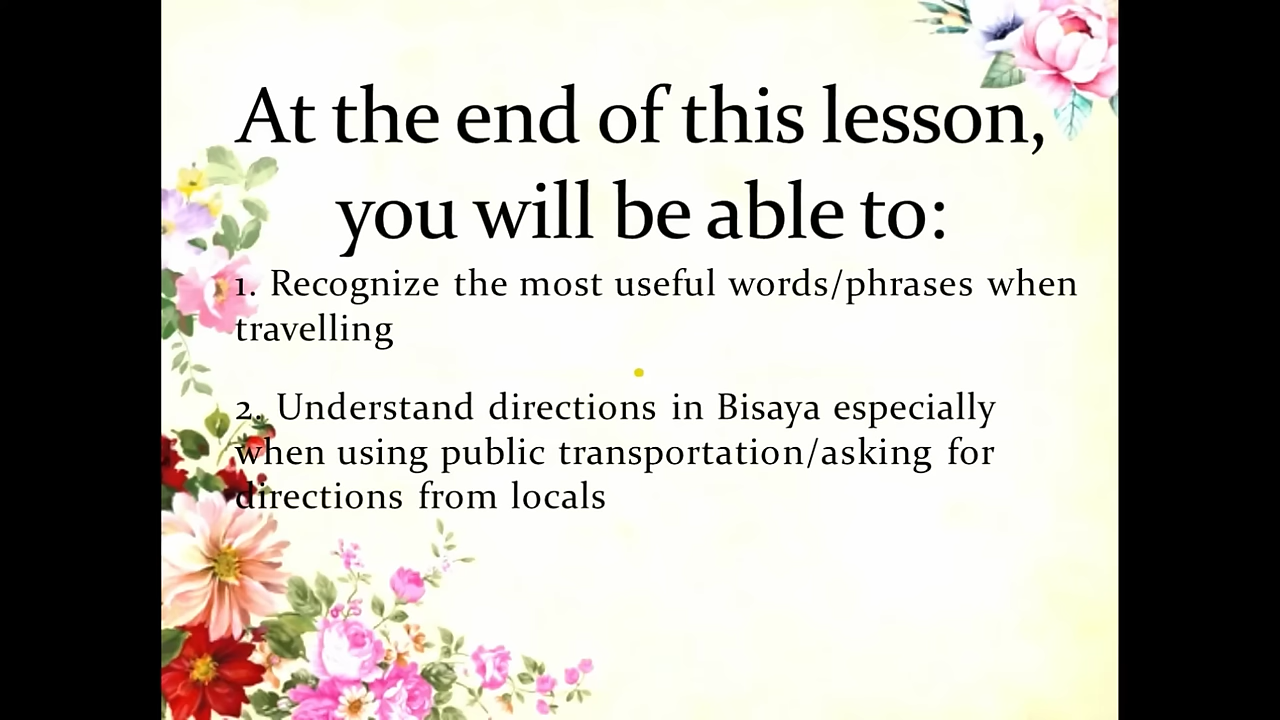 At the end of this lesson,
you will be able to:
1. Recognize the most useful words/phrases when
travelling
2. Understand directions in Bisaya especially
when using public transportation/asking for
directions from locals